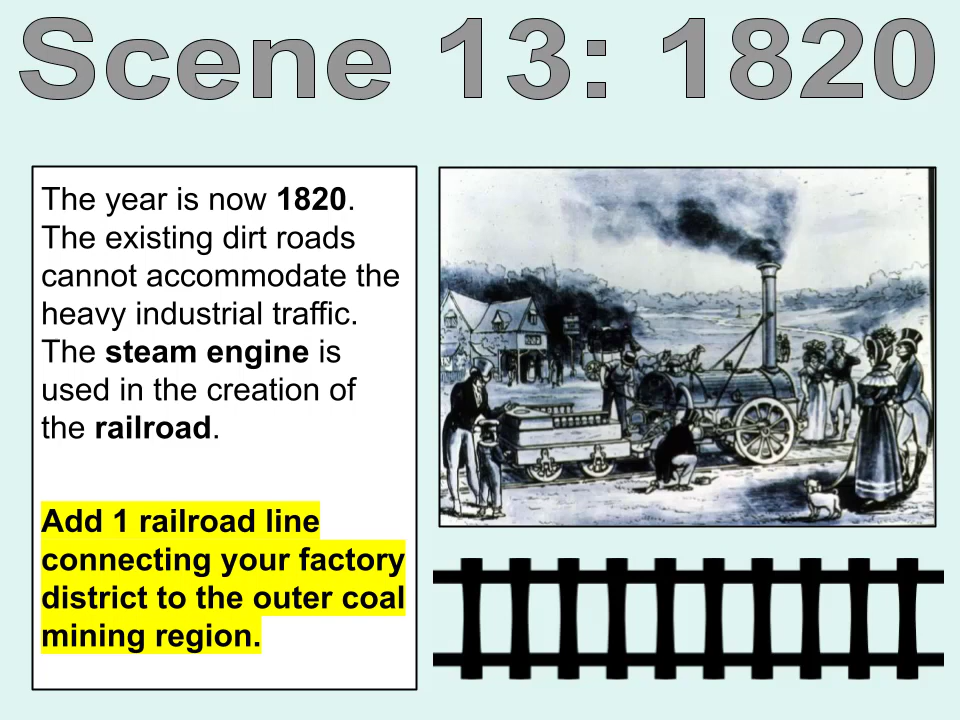 Scene 13: 1820
The year is now 1820.
The existing dirt roads
cannot accommodate the
heavy industrial traffic.
The steam engine is
used in the creation of
the railroad.
Add 1 railroad line
connecting your factory
district to the outer coal
mining region.